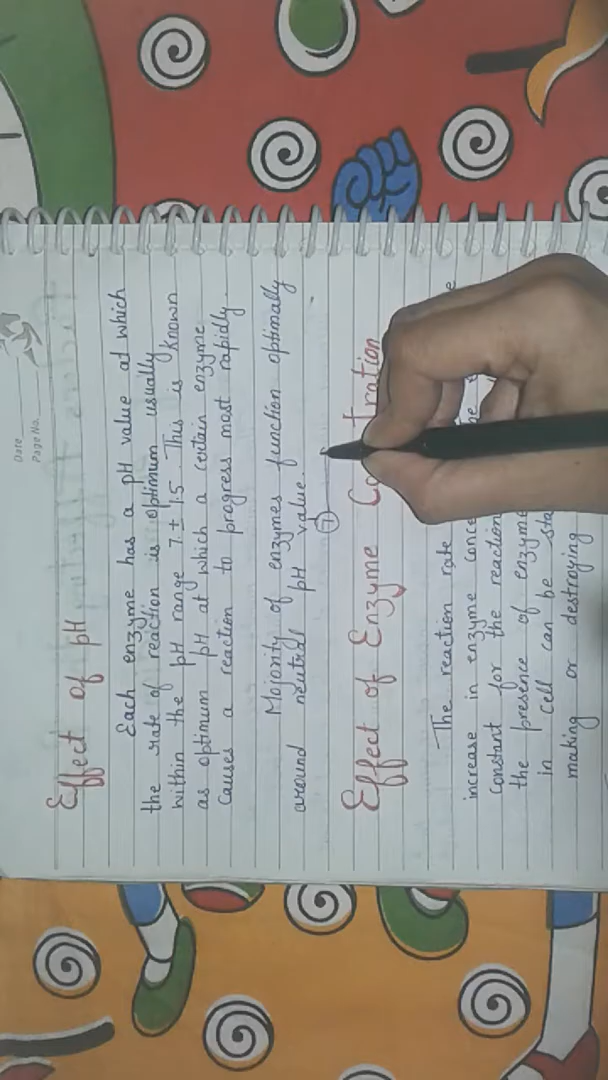 Date
Page No.
Effect of pH
Each enzyme has a pH value at which
the rate of reaction is optimum usually
within the pH range 7 ± 1.5. This is known
as optimum pH at which a certain enzyme
causes a reaction to progress most rapidly.
Majority of enzymes function optimally
around neutral pH value.
7
Effect of Enzyme
The reaction rate
increase in enzyme
constant for the reaction
the presence of enzyme
in cell can be
making or destroying